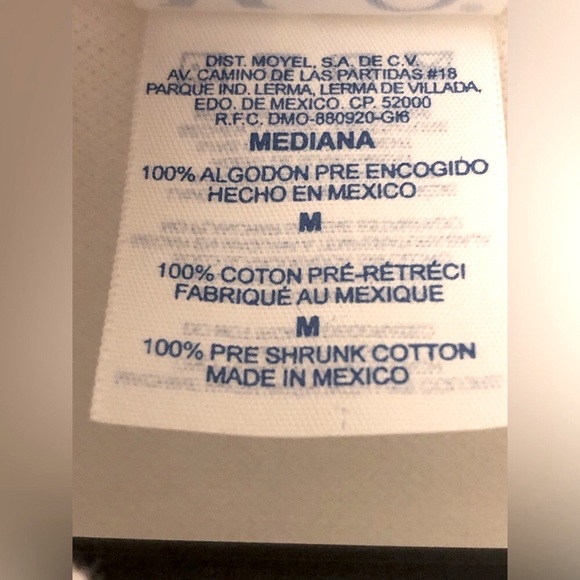 DIST. MOYEL, S.A. DE C.V.
AV. CAMINO DE LAS PARTIDAS #18
PARQUE IND. LERMA, LERMA DE VILLADA,
EDO. DE MEXICO. CP. 52000
R.F.C. DMO-880920-GI6
MEDIANA
100% ALGODON PRE ENCOGIDO
HECHO EN MEXICO
M
100% COTON PRÉ-RÉTRÉCI
FABRIQUÉ AU MEXIQUE
M
100% PRE SHRUNK COTTON
MADE IN MEXICO